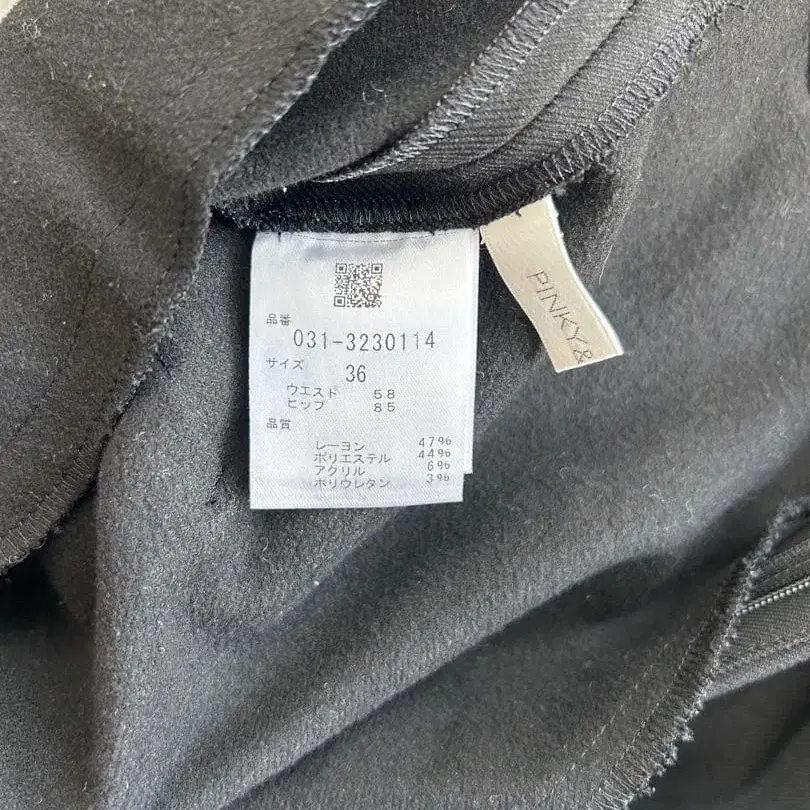 品番
031-3230114
サイズ
36
ウエスト 58
ヒップ 85
品質
レーヨン 47%
ポリエステル 44%
アクリル 6%
ポリウレタン 3%
PINKY&